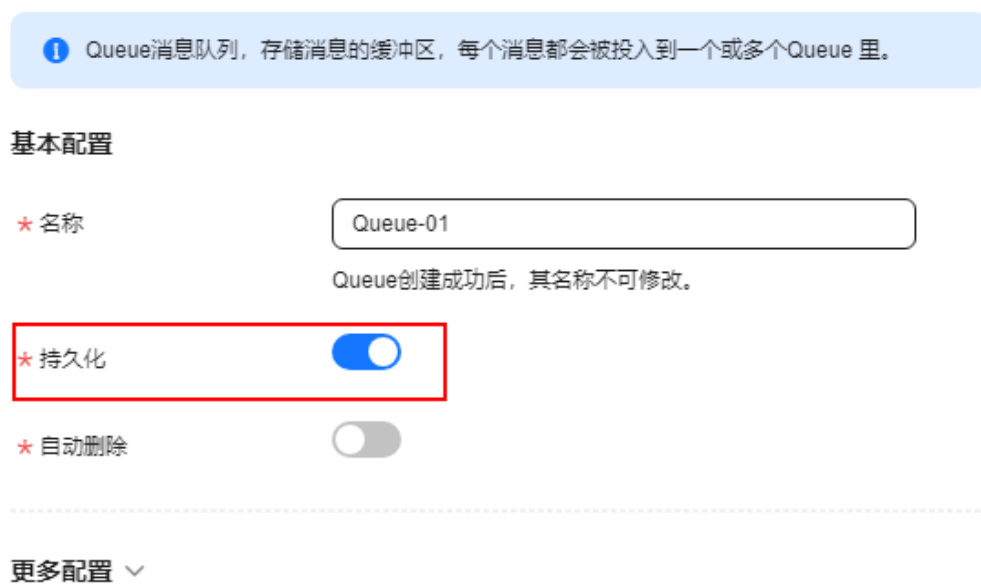 Queue消息队列，存储消息的缓冲区，每个消息都会被投入到一个或多个Queue 里。
基本配置
* 名称
Queue-01
Queue创建成功后，其名称不可修改。
* 持久化
* 自动删除
更多配置